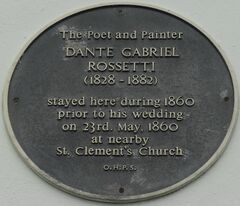 The Poet and Painter
DANTE GABRIEL
ROSSETTI
(1828 - 1882)
stayed here during 1860
prior to his wedding
on 23rd. May, 1860
at nearby
St. Clement's Church
O.H.P.S.